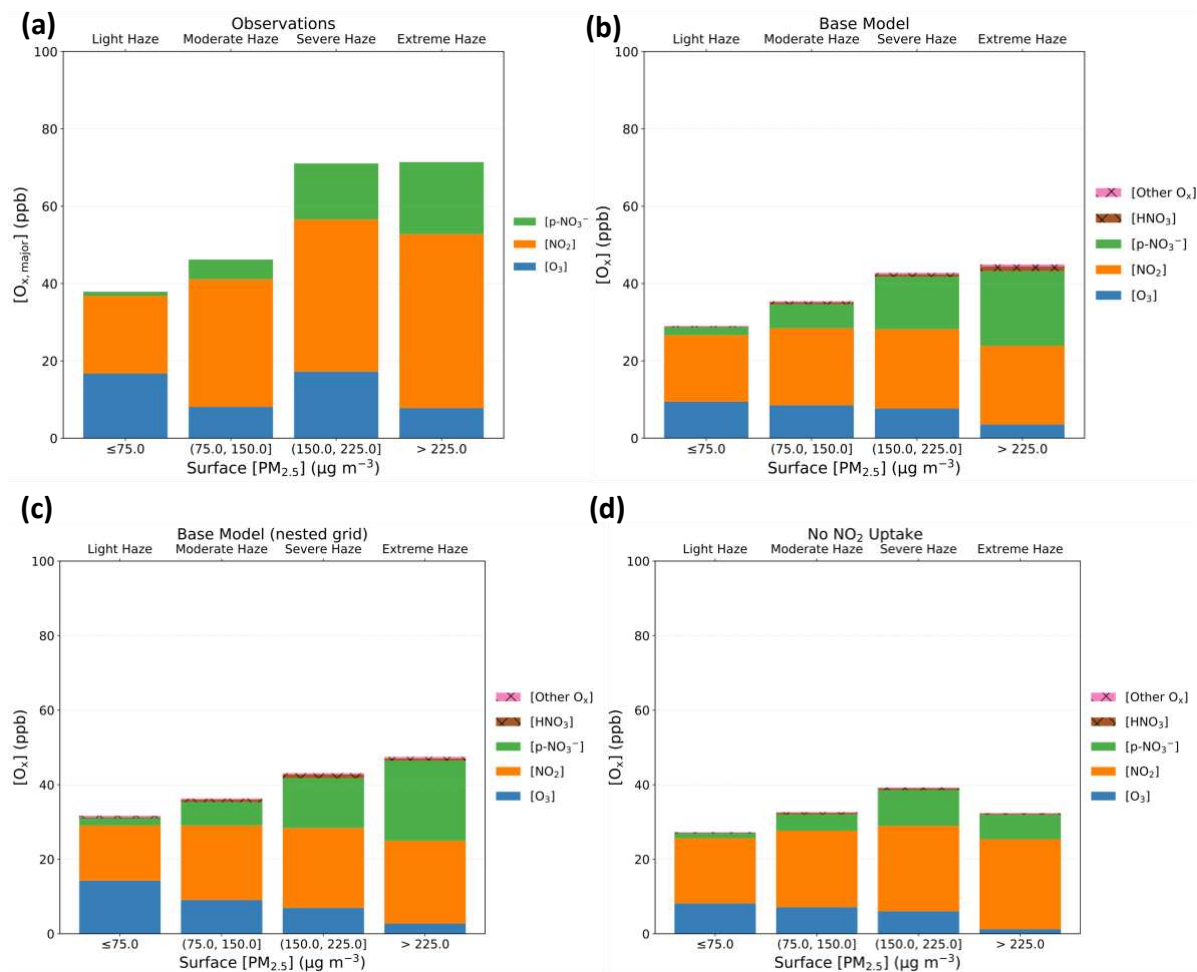 (a)
Observations
Light Haze Moderate Haze Severe Haze Extreme Haze
100
80
60
40
20
0
[Oₓ,major] (ppb)
[p-NO₃⁻
[NO₂]
[O₃]
≤75.0 (75.0, 150.0] (150.0, 225.0] > 225.0
Surface [PM₂.₅] (μg m⁻³)
(b)
Base Model
Light Haze Moderate Haze Severe Haze Extreme Haze
100
80
60
40
20
0
[Oₓ] (ppb)
[Other Oₓ]
[HNO₃]
[p-NO₃⁻]
[NO₂]
[O₃]
≤75.0 (75.0, 150.0] (150.0, 225.0] > 225.0
Surface [PM₂.₅] (μg m⁻³)
(c)
Base Model (nested grid)
Light Haze Moderate Haze Severe Haze Extreme Haze
100
80
60
40
20
0
[Oₓ] (ppb)
[Other Oₓ]
[HNO₃]
[p-NO₃⁻]
[NO₂]
[O₃]
≤75.0 (75.0, 150.0] (150.0, 225.0] > 225.0
Surface [PM₂.₅] (μg m⁻³)
(d)
No NO₂ Uptake
Light Haze Moderate Haze Severe Haze Extreme Haze
100
80
60
40
20
0
[Oₓ] (ppb)
[Other Oₓ]
[HNO₃]
[p-NO₃⁻]
[NO₂]
[O₃]
≤75.0 (75.0, 150.0] (150.0, 225.0] > 225.0
Surface [PM₂.₅] (μg m⁻³)